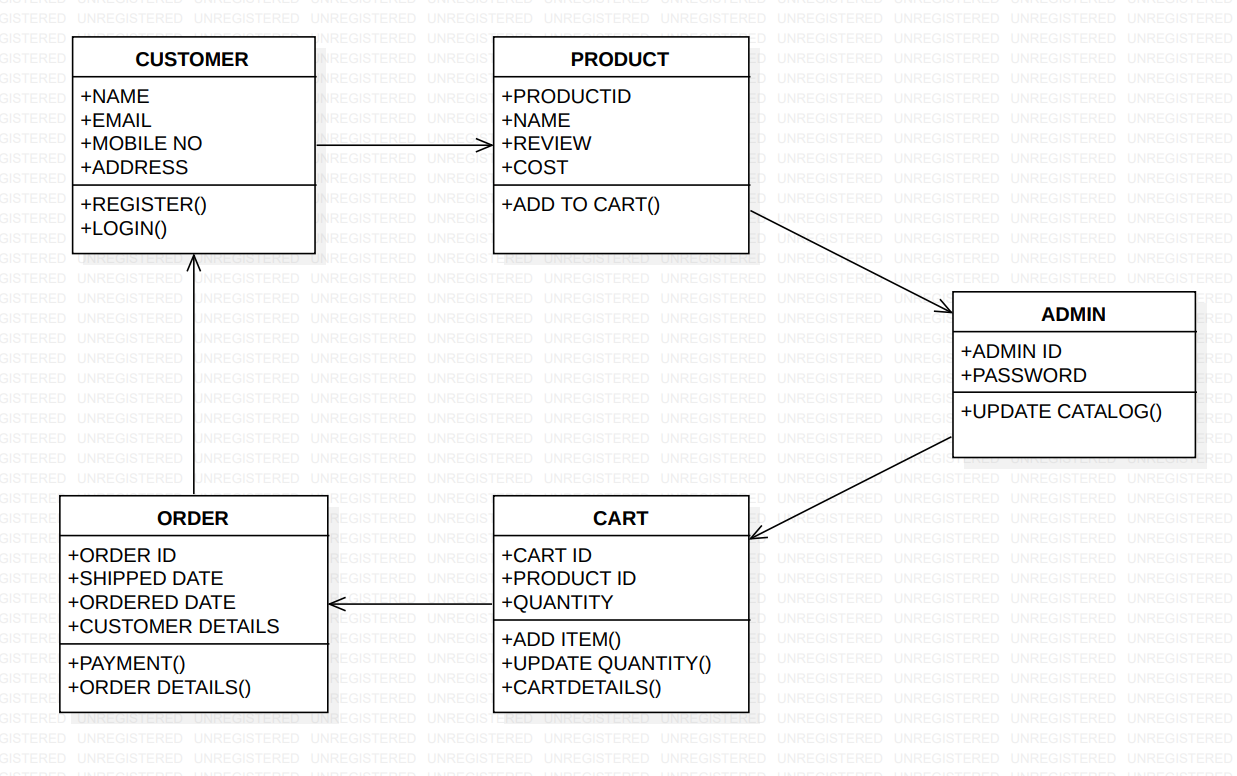 CUSTOMER
+NAME
+EMAIL
+MOBILE NO
+ADDRESS
+REGISTER()
+LOGIN()
PRODUCT
+PRODUCTID
+NAME
+REVIEW
+COST
+ADD TO CART()
ADMIN
+ADMIN ID
+PASSWORD
+UPDATE CATALOG()
CART
+CART ID
+PRODUCT ID
+QUANTITY
+ADD ITEM()
+UPDATE QUANTITY()
+CARTDETAILS()
ORDER
+ORDER ID
+SHIPPED DATE
+ORDERED DATE
+CUSTOMER DETAILS
+PAYMENT()
+ORDER DETAILS()
UNREGISTERED